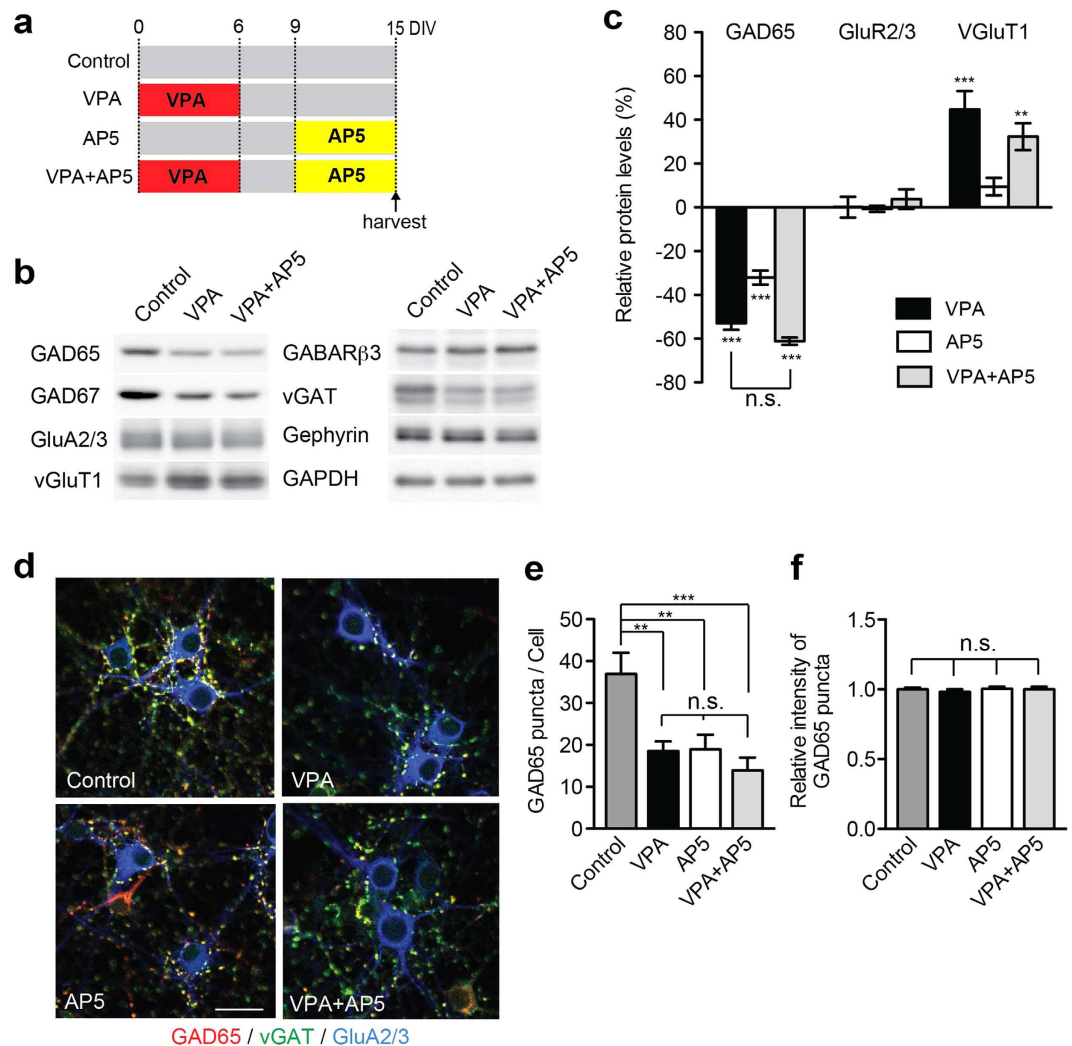 a
0 6 9 15 DIV
Control
VPA VPA
AP5 AP5
VPA+AP5 VPA AP5
harvest
b
Control VPA VPA+AP5
GAD65
GAD67
GluA2/3
vGluT1
Control VPA VPA+AP5
GABARβ3
vGAT
Gephyrin
GAPDH
c
GAD65 GluR2/3 VGluT1
Relative protein levels (%)
80
60
40
20
0
-20
-40
-60
-80
*** **
***
*** ***
n.s.
VPA
AP5
VPA+AP5
d
Control
VPA
AP5
VPA+AP5
GAD65 / vGAT / GluA2/3
e
GAD65 puncta / Cell
50
40
30
20
10
0
***
**
**
n.s.
Control VPA AP5 VPA+AP5
f
Relative intensity of
GAD65 puncta
1.5
1.0
0.5
0.0
n.s.
Control VPA AP5 VPA+AP5